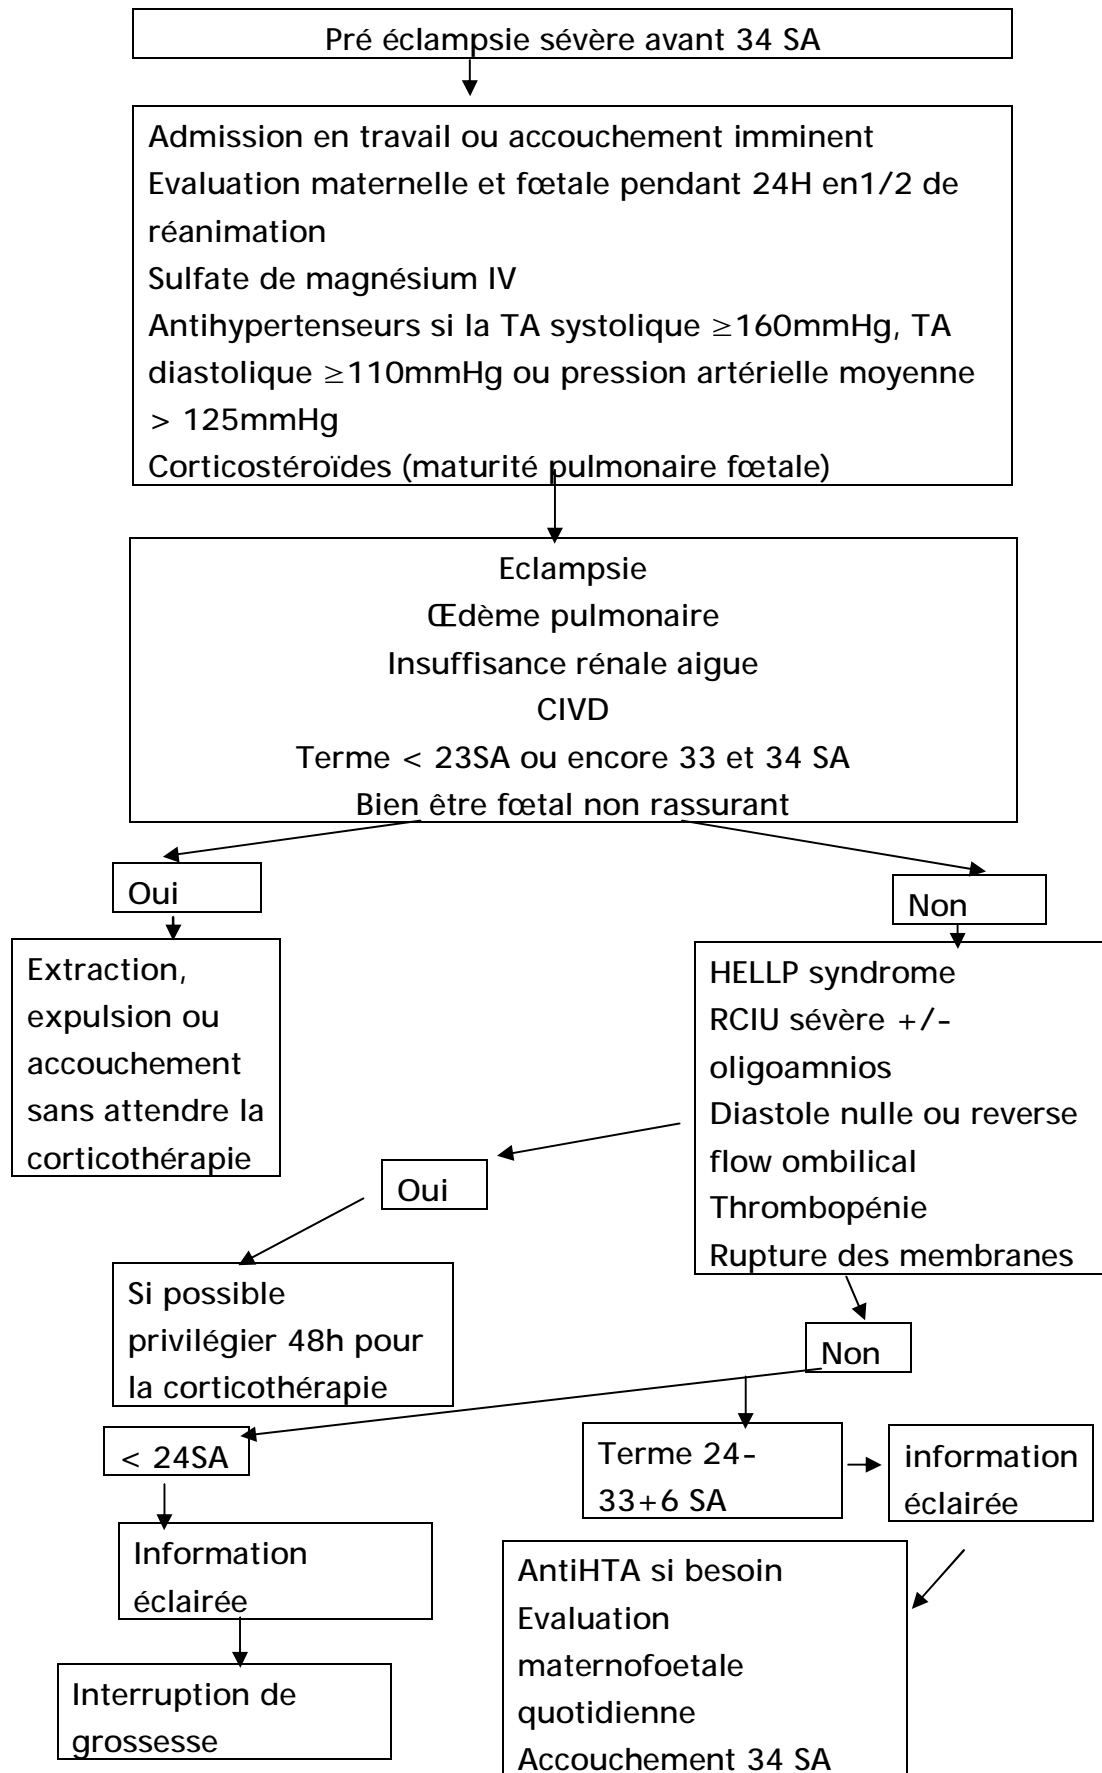 Pré éclampsie sévère avant 34 SA
Admission en travail ou accouchement imminent
Evaluation maternelle et fœtale pendant 24H en1/2 de
réanimation
Sulfate de magnésium IV
Antihypertenseurs si la TA systolique ≥160mmHg, TA
diastolique ≥110mmHg ou pression artérielle moyenne
> 125mmHg
Corticostéroïdes (maturité pulmonaire fœtale)
Eclampsie
Œdème pulmonaire
Insuffisance rénale aigue
CIVD
Terme < 23SA ou encore 33 et 34 SA
Bien être fœtal non rassurant
Oui
Non
Extraction,
expulsion ou
accouchement
sans attendre la
corticothérapie
HELLP syndrome
RCIU sévère +/-
oligoamnios
Diastole nulle ou reverse
flow ombilical
Thrombopénie
Rupture des membranes
Oui
Si possible
privilégier 48h pour
la corticothérapie
Non
< 24SA
Terme 24-
33+6 SA
information
éclairée
Information
éclairée
Interruption de
grossesse
AntiHTA si besoin
Evaluation
maternofoetale
quotidienne
Accouchement 34 SA